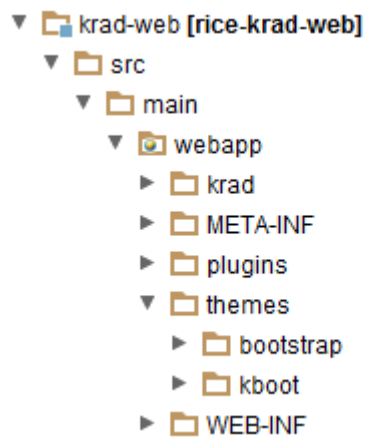 krad-web [rice-krad-web]
src
main
webapp
krad
META-INF
plugins
themes
bootstrap
kboot
WEB-INF